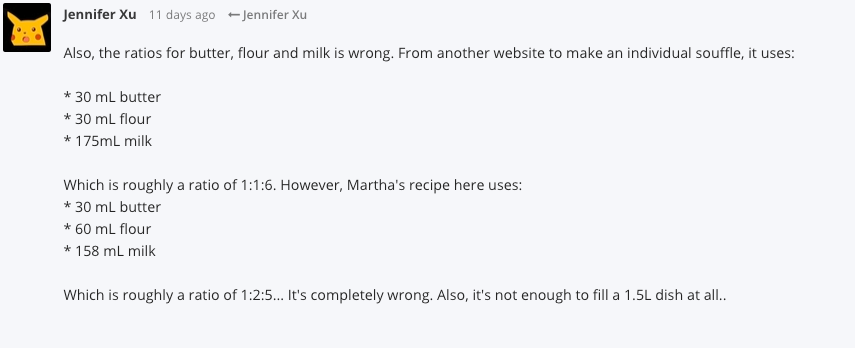 Jennifer Xu 11 days ago ← Jennifer Xu
Also, the ratios for butter, flour and milk is wrong. From another website to make an individual souffle, it uses:
* 30 mL butter
* 30 mL flour
* 175mL milk
Which is roughly a ratio of 1:1:6. However, Martha's recipe here uses:
* 30 mL butter
* 60 mL flour
* 158 mL milk
Which is roughly a ratio of 1:2:5... It's completely wrong. Also, it's not enough to fill a 1.5L dish at all..